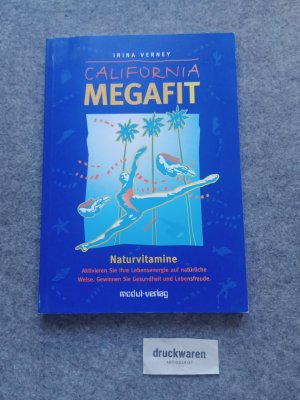 IRINA VERNEY
CALIFORNIA
MEGAFIT
Naturvitamine
Aktivieren Sie Ihre Lebensenergie auf natürliche
Weise. Gewinnen Sie Gesundheit und Lebensfreude.
modul-verlag
druckwaren
ANTIQUARIAT